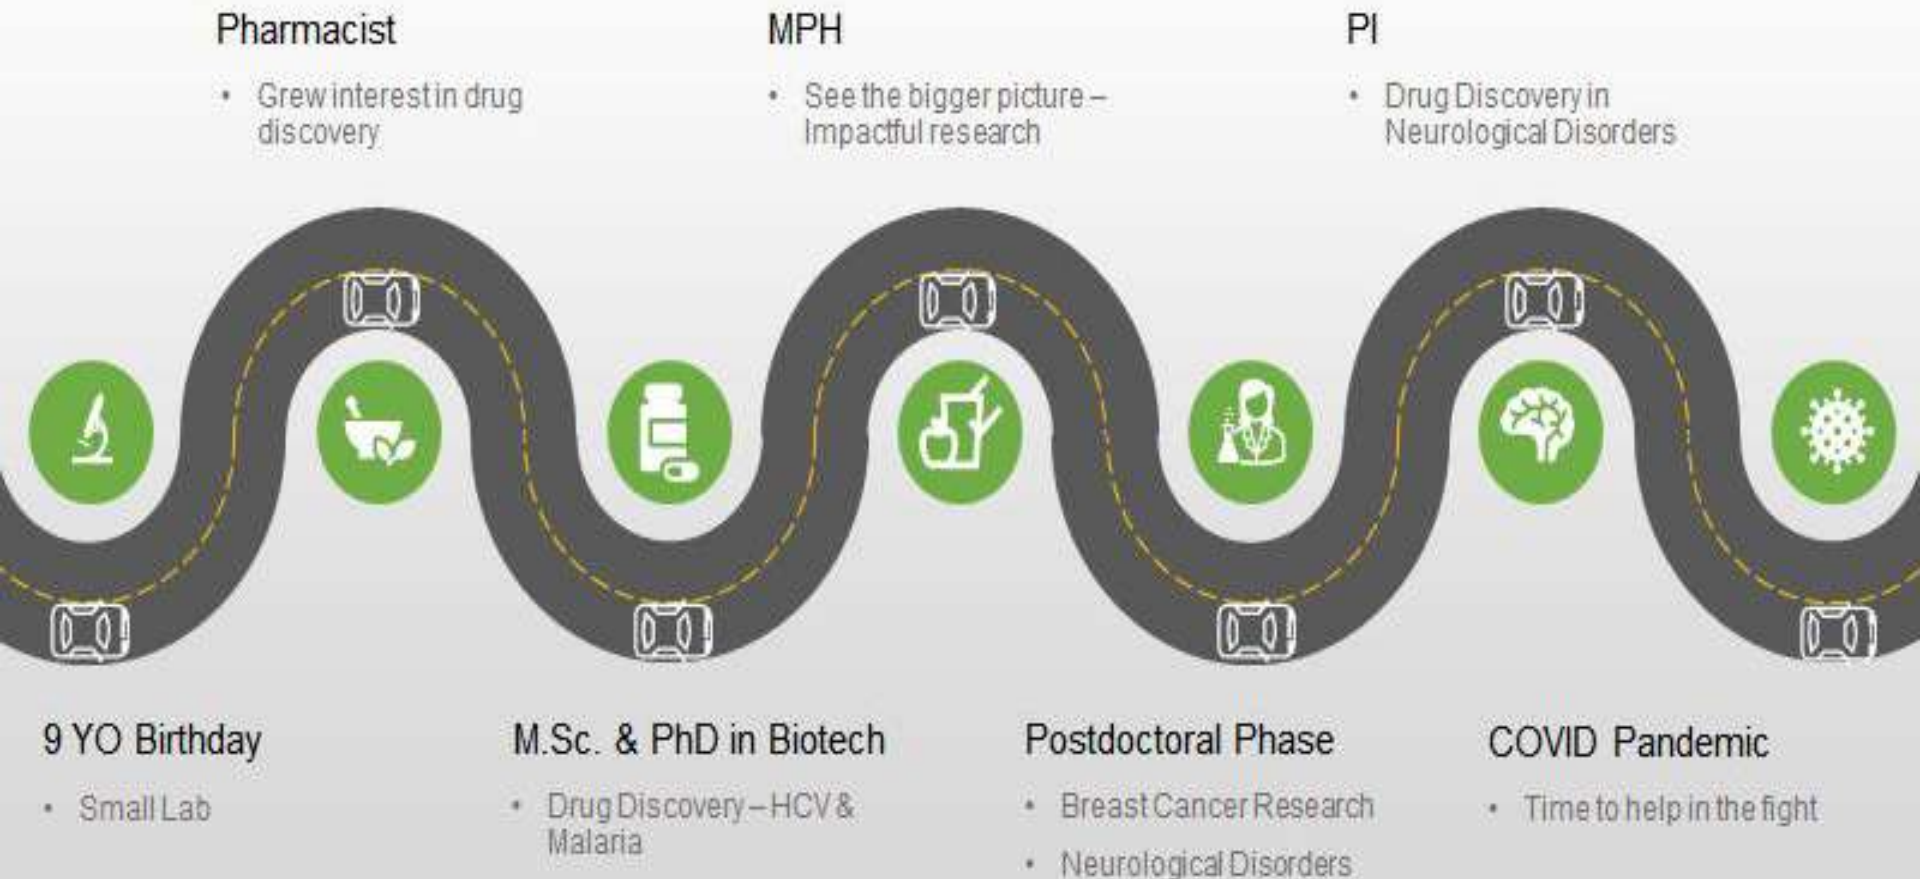 Pharmacist
• Grew interest in drug
discovery
MPH
• See the bigger picture –
Impactful research
PI
• Drug Discovery in
Neurological Disorders
9 YO Birthday
• Small Lab
M.Sc. & PhD in Biotech
• Drug Discovery – HCV &
Malaria
Postdoctoral Phase
• Breast Cancer Research
• Neurological Disorders
COVID Pandemic
• Time to help in the fight